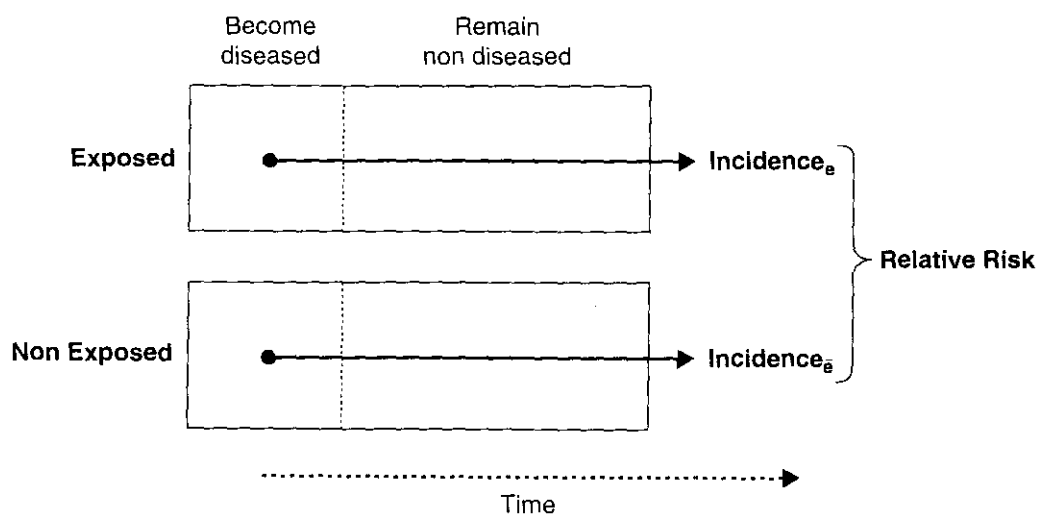 Become
diseased
Remain
non diseased
Exposed
Incidencee
Relative Risk
Non Exposed
Incidenceē
Time